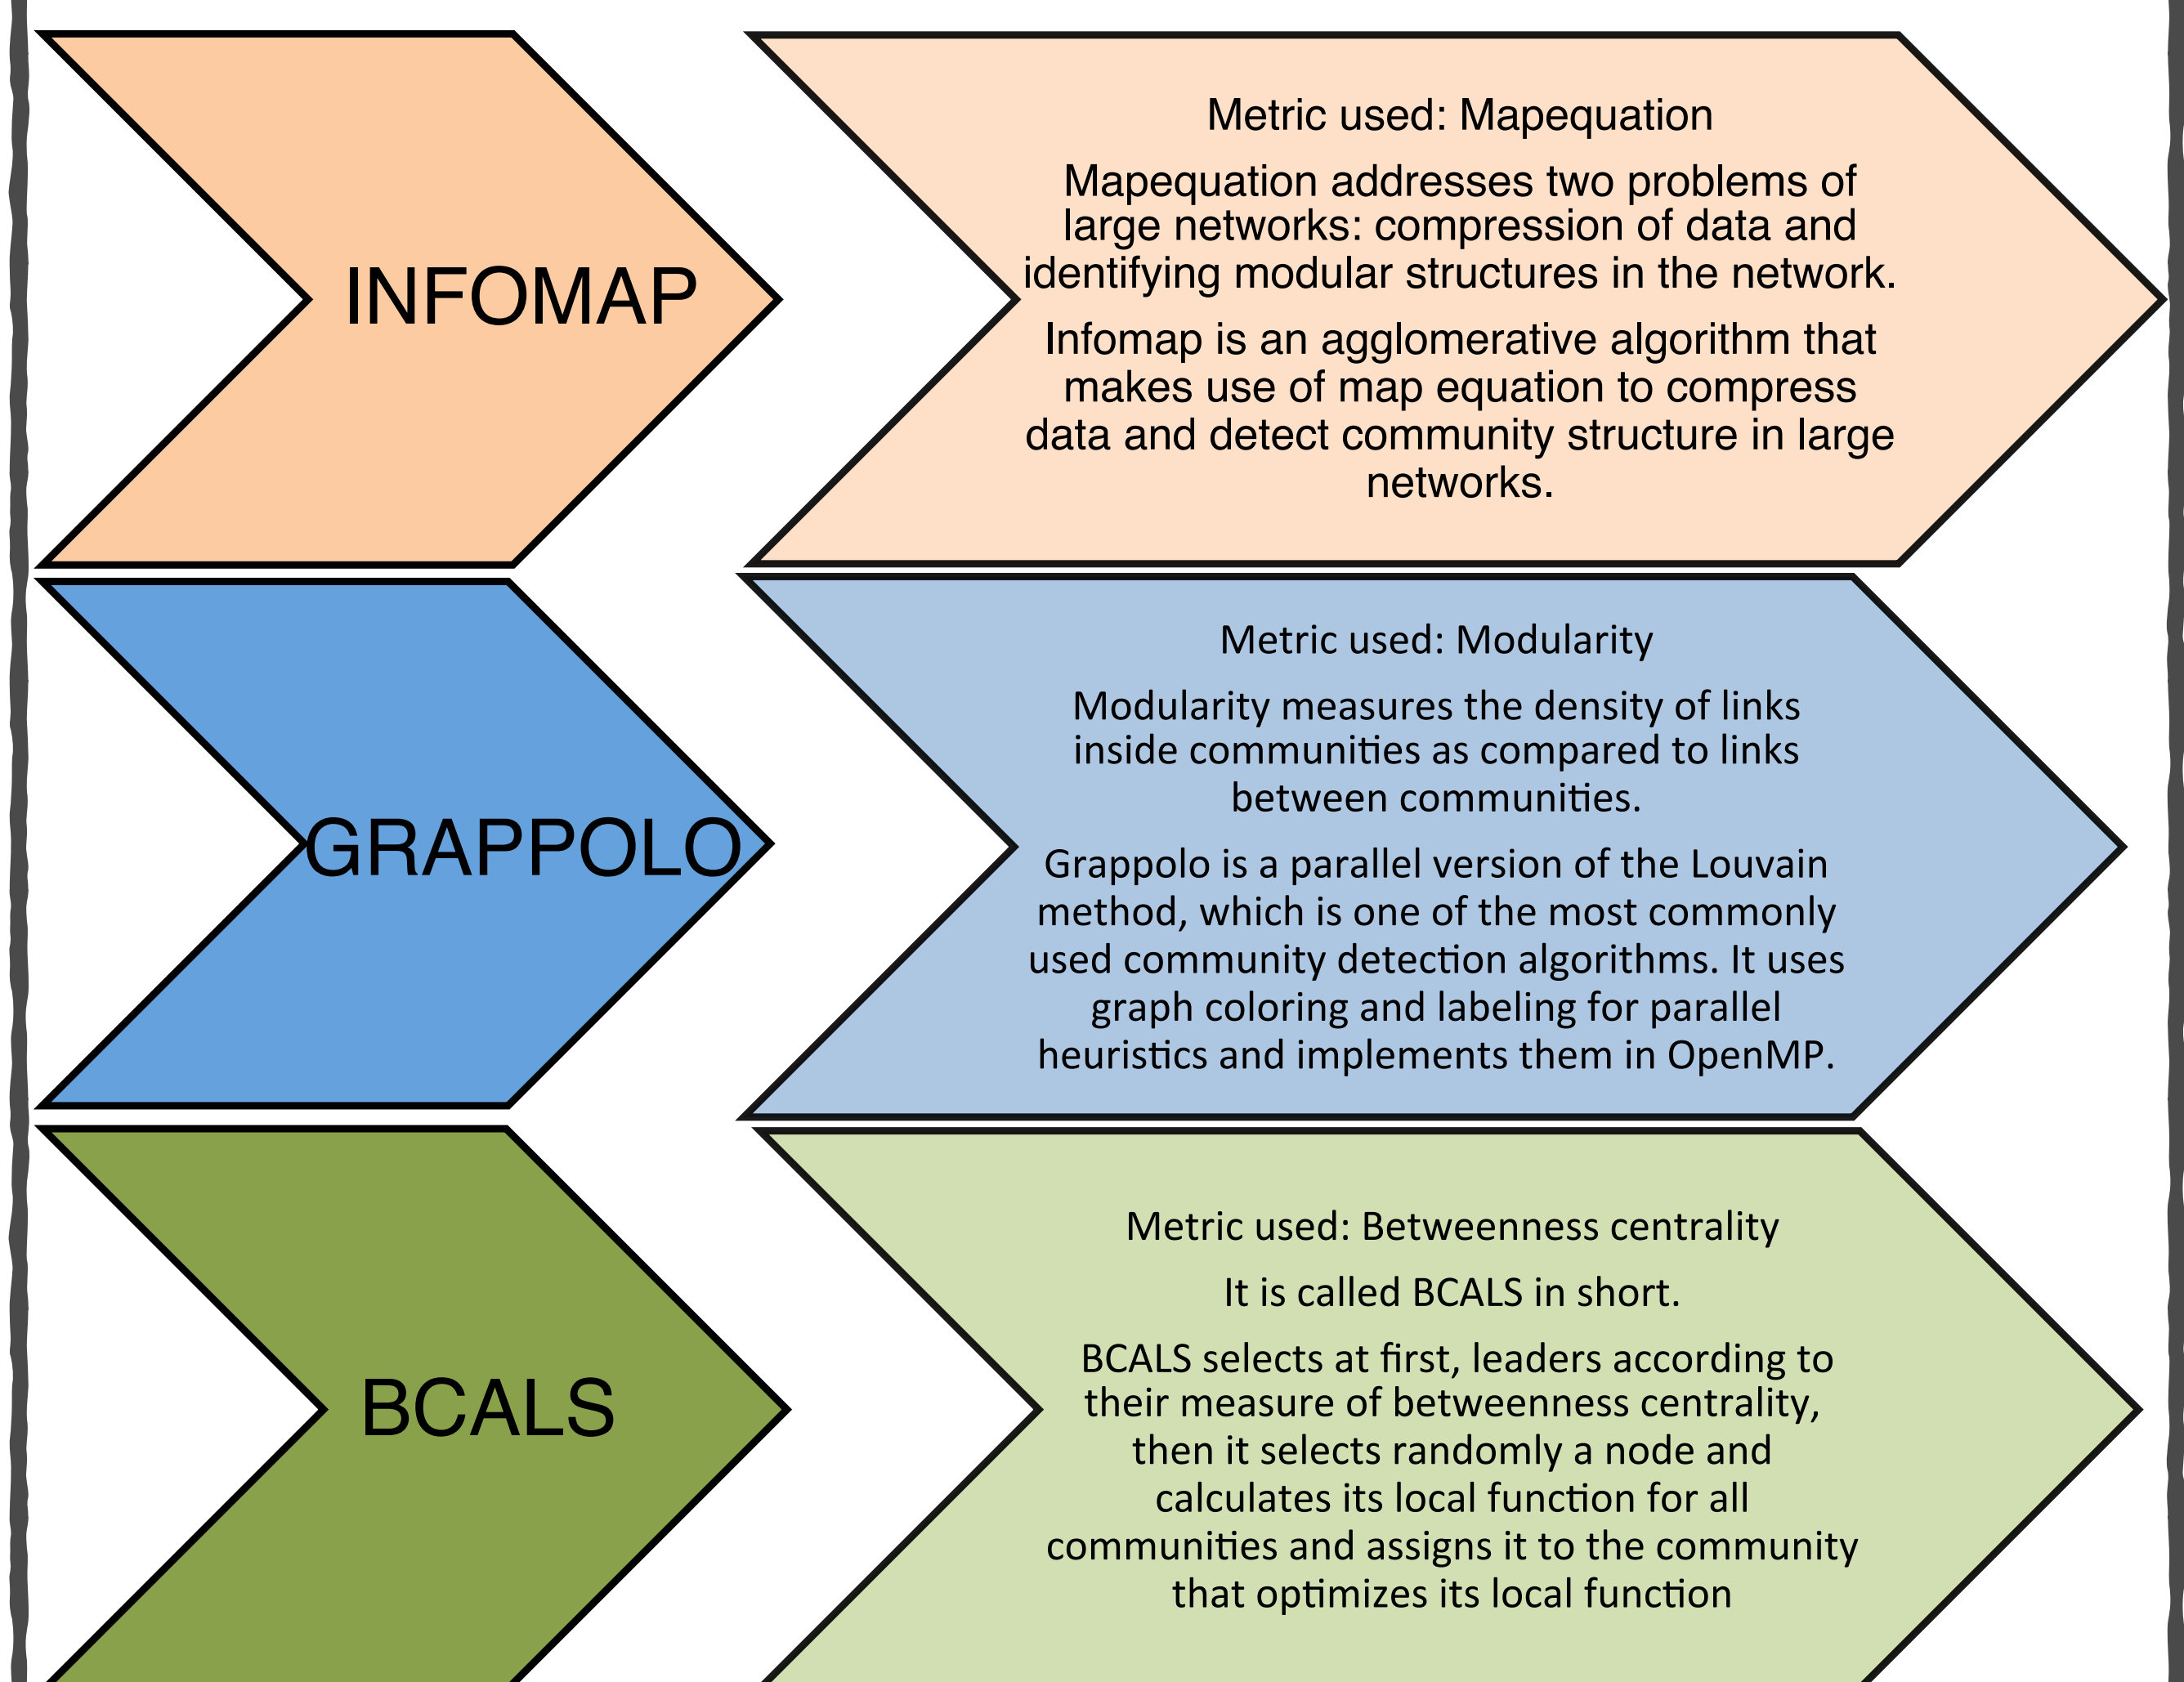 INFOMAP
Metric used: Mapequation
Mapequation addresses two problems of
large networks: compression of data and
identifying modular structures in the network.
Infomap is an agglomerative algorithm that
makes use of map equation to compress
data and detect community structure in large
networks.
GRAPPOLO
Metric used: Modularity
Modularity measures the density of links
inside communities as compared to links
between communities.
Grappolo is a parallel version of the Louvain
method, which is one of the most commonly
used community detection algorithms. It uses
graph coloring and labeling for parallel
heuristics and implements them in OpenMP.
BCALS
Metric used: Betweenness centrality
It is called BCALS in short.
BCALS selects at first, leaders according to
their measure of betweenness centrality,
then it selects randomly a node and
calculates its local function for all
communities and assigns it to the community
that optimizes its local function